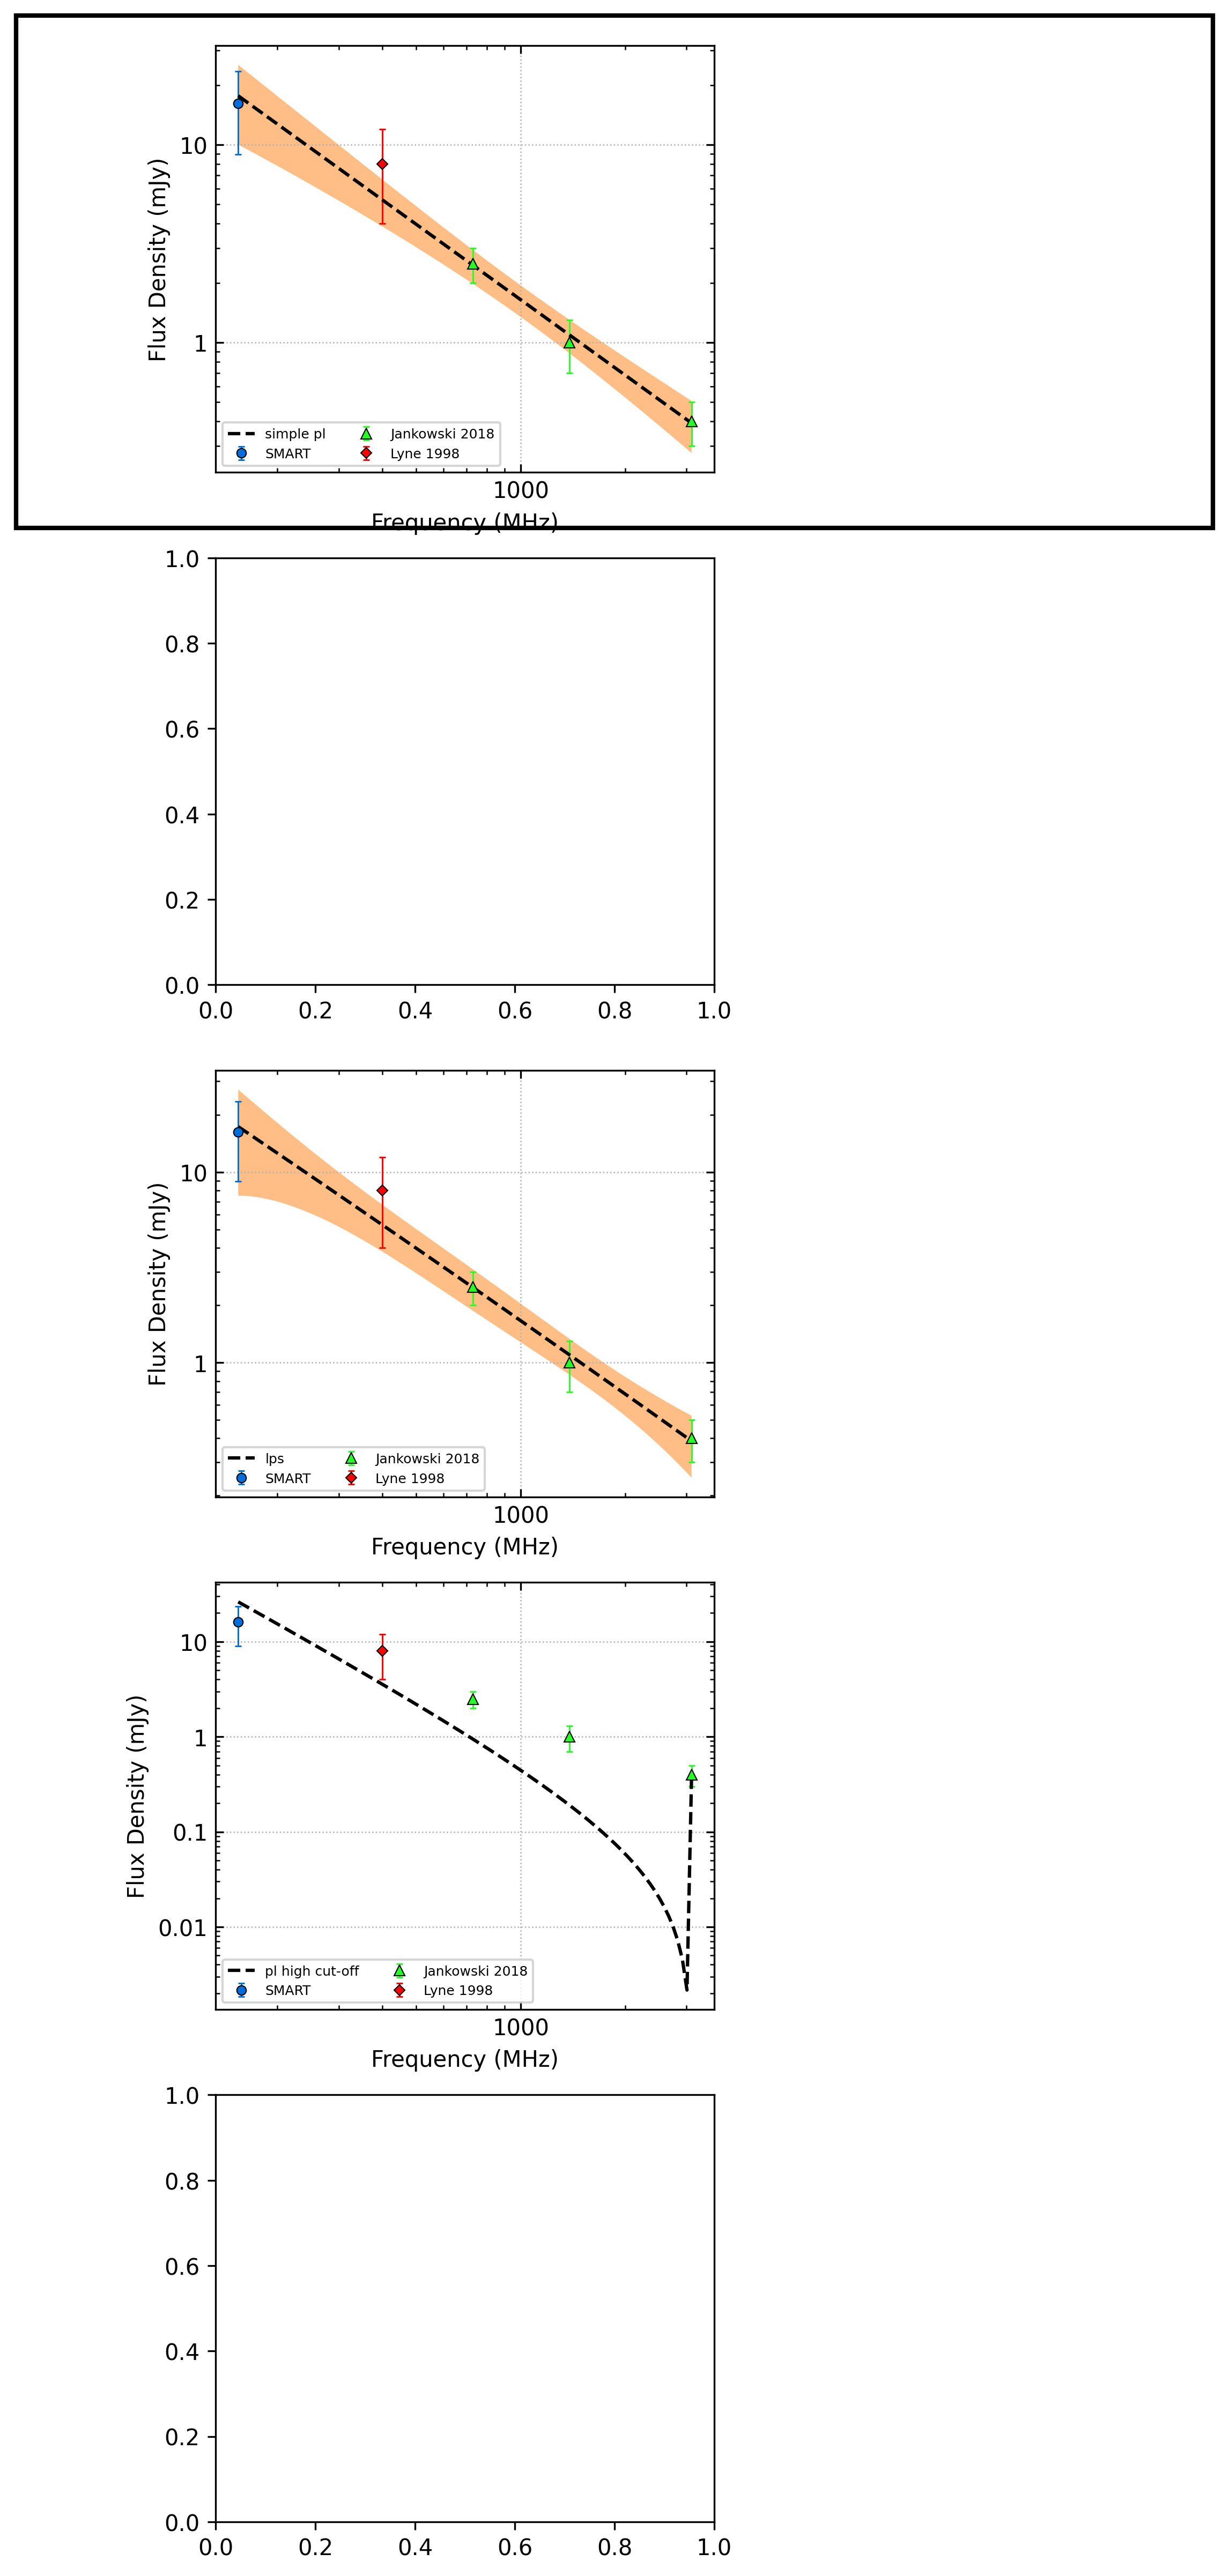 10
1
Flux Density (mJy)
simple pl
SMART
Jankowski 2018
Lyne 1998
1000
Frequency (MHz)
1.0
0.8
0.6
0.4
0.2
0.0
0.0 0.2 0.4 0.6 0.8 1.0
10
1
Flux Density (mJy)
lps
SMART
Jankowski 2018
Lyne 1998
1000
Frequency (MHz)
10
1
0.1
0.01
Flux Density (mJy)
pl high cut-off
SMART
Jankowski 2018
Lyne 1998
1000
Frequency (MHz)
1.0
0.8
0.6
0.4
0.2
0.0
0.0 0.2 0.4 0.6 0.8 1.0